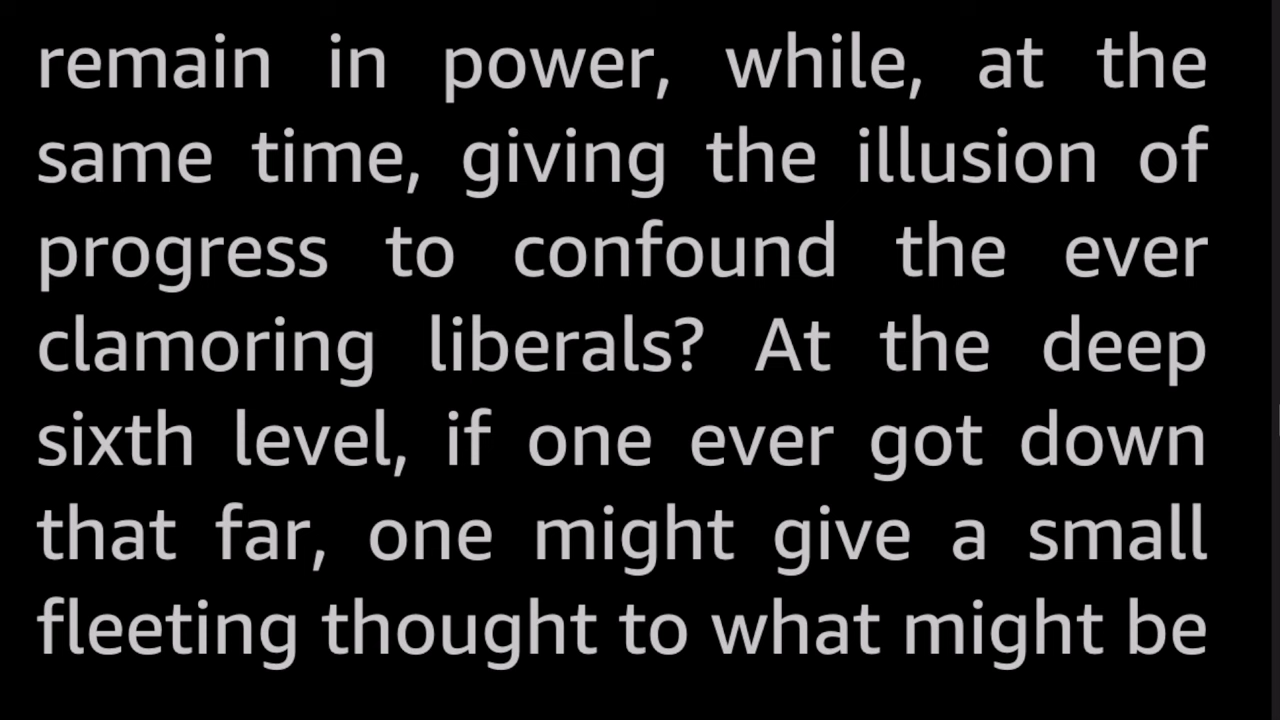 remain in power, while, at the
same time, giving the illusion of
progress to confound the ever
clamoring liberals? At the deep
sixth level, if one ever got down
that far, one might give a small
fleeting thought to what might be